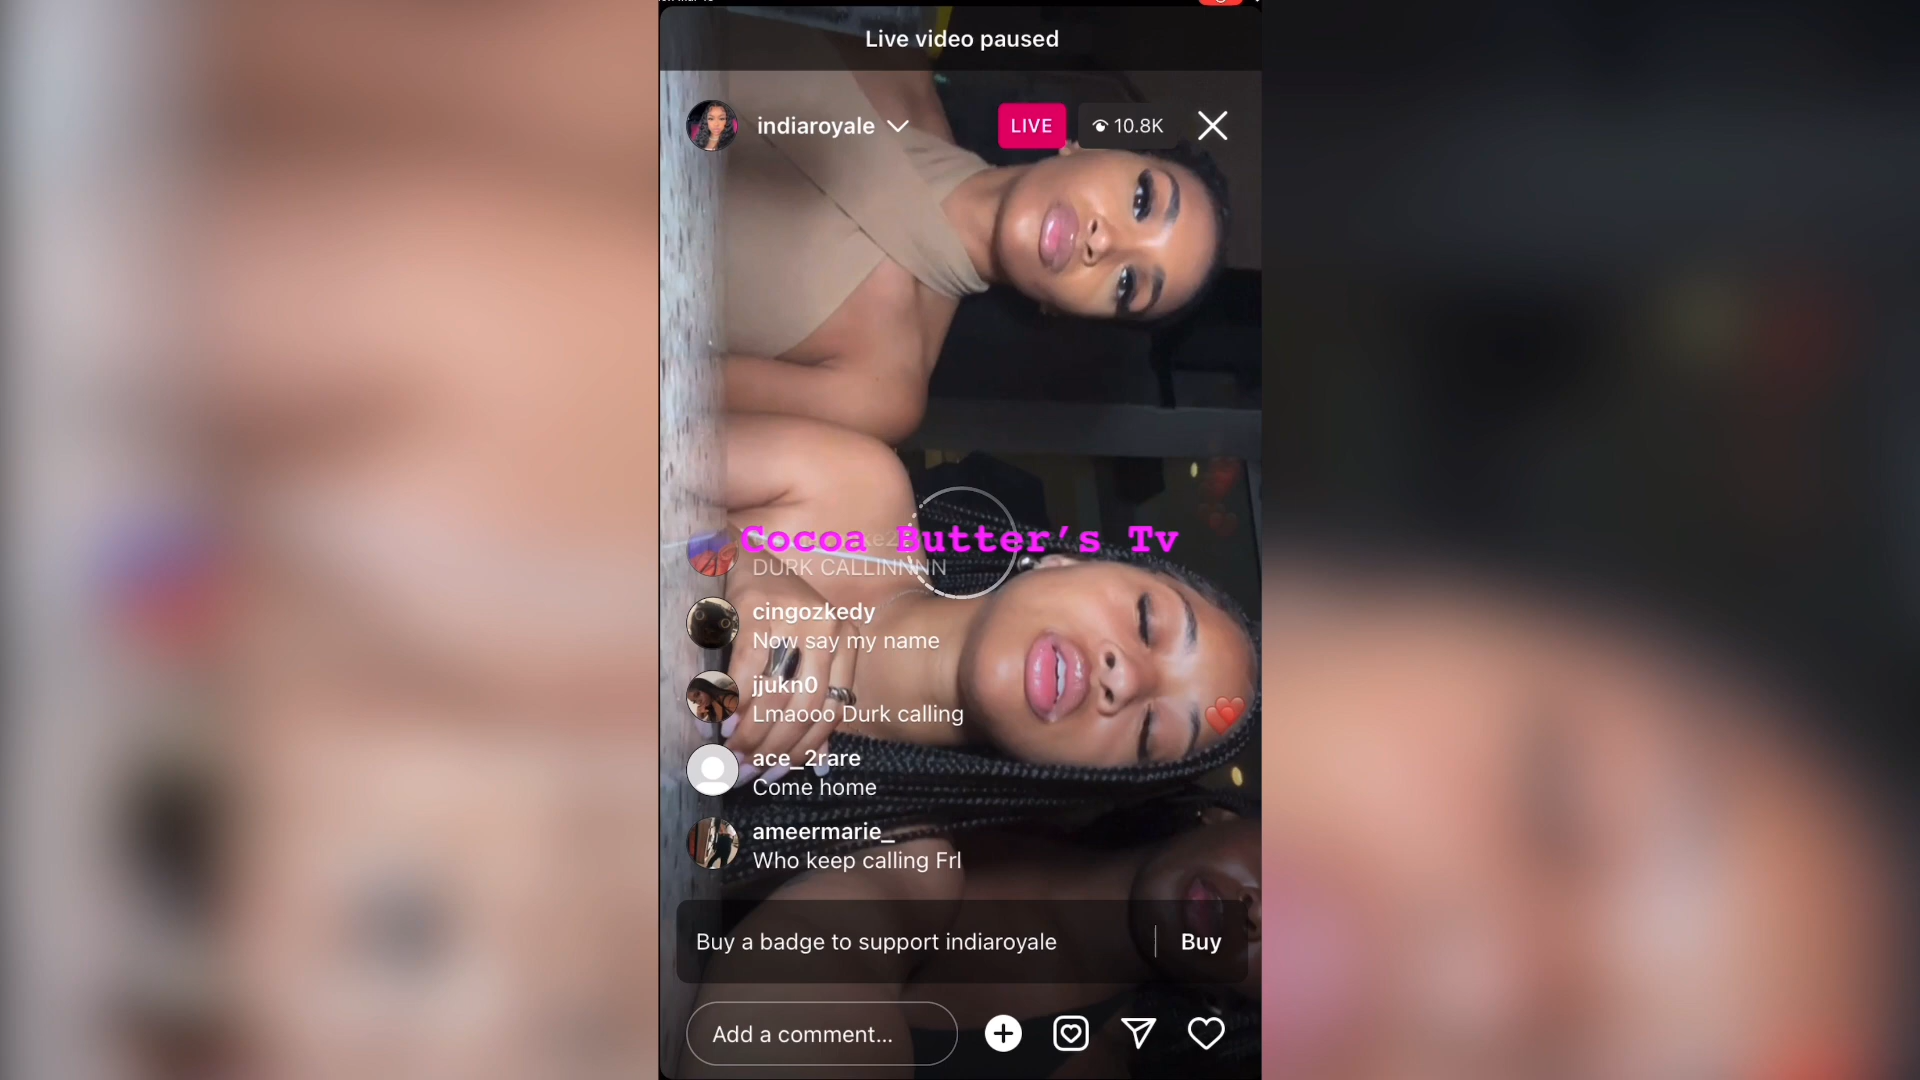 Live video paused
indiaroyale
LIVE
10.8K
Cocoa Butter's Tv
DURK CALLINNNN
cingozkedy
Now say my name
jjukn0
Lmaooo Durk calling
ace_2rare
Come home
ameermarie_
Who keep calling Frl
Buy a badge to support indiaroyale
Buy
Add a comment...